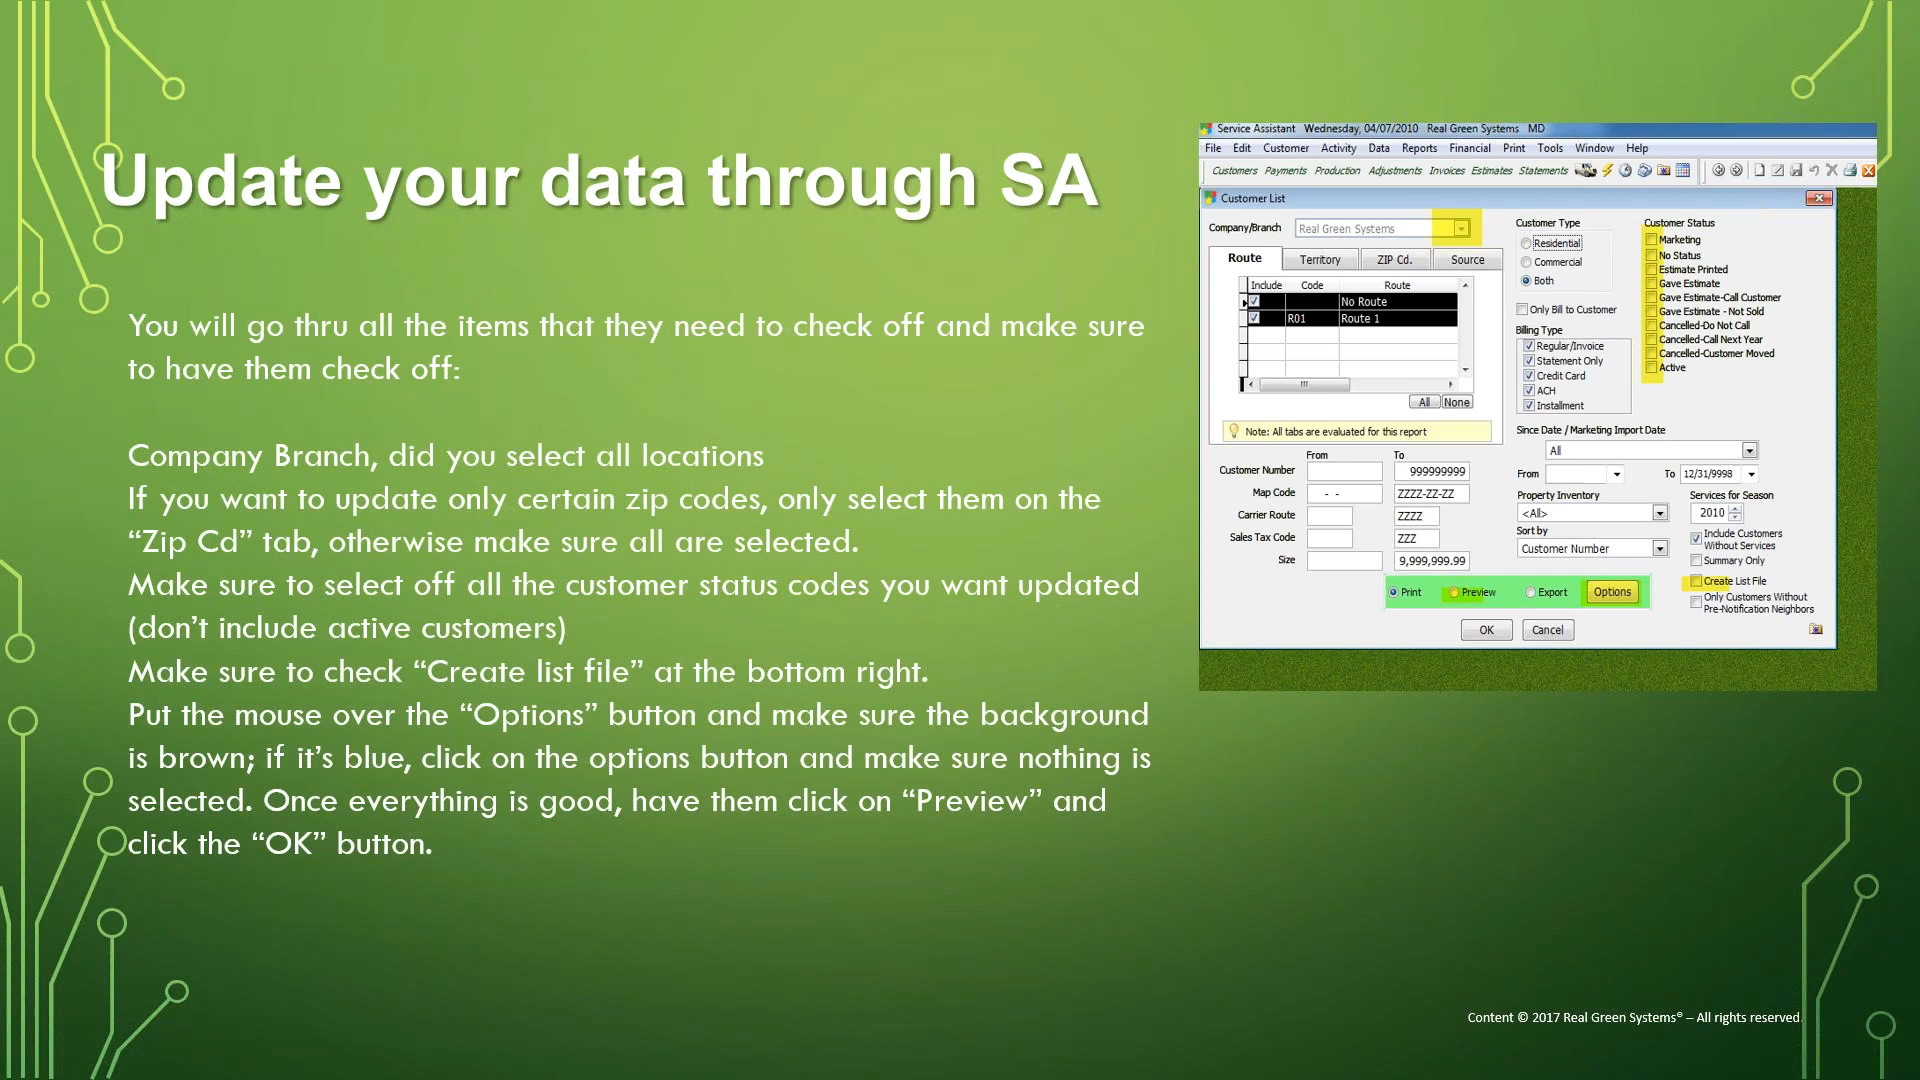 Update your data through SA
You will go thru all the items that they need to check off and make sure
to have them check off:
Company Branch, did you select all locations
If you want to update only certain zip codes, only select them on the
“Zip Cd” tab, otherwise make sure all are selected.
Make sure to select off all the customer status codes you want updated
(don’t include active customers)
Make sure to check “Create list file” at the bottom right.
Put the mouse over the “Options” button and make sure the background
is brown; if it’s blue, click on the options button and make sure nothing is
selected. Once everything is good, have them click on “Preview” and
click the “OK” button.
Service Assistant Wednesday, 04/07/2010 Real Green Systems MD
File Edit Customer Activity Data Reports Financial Print Tools Window Help
Customers Payments Production Adjustments Invoices Estimates Statements
Customer List
Company/Branch Real Green Systems
Route Territory ZIP Cd. Source
Include Code Route
No Route
R01 Route 1
All None
Note: All tabs are evaluated for this report
From To
Customer Number 999999999
Map Code - - ZZZZ-ZZ-ZZ
Carrier Route ZZZZ
Sales Tax Code ZZZ
Size 9,999,999.99
Customer Type
Residential
Commercial
Both
Only Bill to Customer
Billing Type
Regular/Invoice
Statement Only
Credit Card
ACH
Installment
Customer Status
Marketing
No Status
Estimate Printed
Gave Estimate
Gave Estimate-Call Customer
Gave Estimate - Not Sold
Cancelled-Do Not Call
Cancelled-Call Next Year
Cancelled-Customer Moved
Active
Since Date / Marketing Import Date
All
From To 12/31/9998
Property Inventory
<All>
Sort by
Customer Number
Services for Season
2010
Include Customers
Without Services
Summary Only
Create List File
Only Customers Without
Pre-Notification Neighbors
Print Preview Export Options
OK Cancel
Content © 2017 Real Green Systems® – All rights reserved.